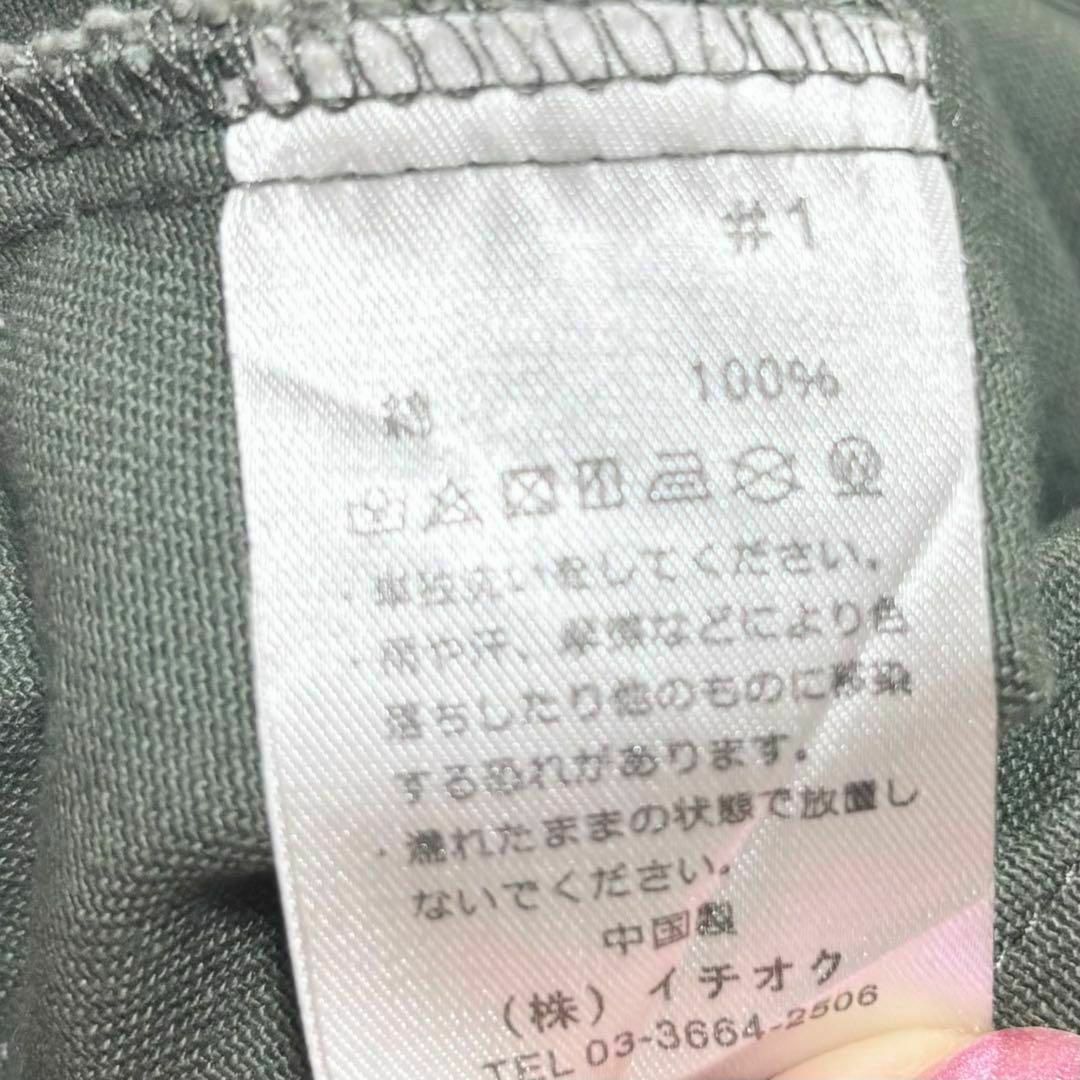 #1
綿 100%
・単独洗いをしてください。
・雨や汗、摩擦などにより色
落ちしたり他のものに移染
する恐れがあります。
・濡れたままの状態で放置し
ないでください。
中国製
(株) イチオク
TEL 03-3664-2506